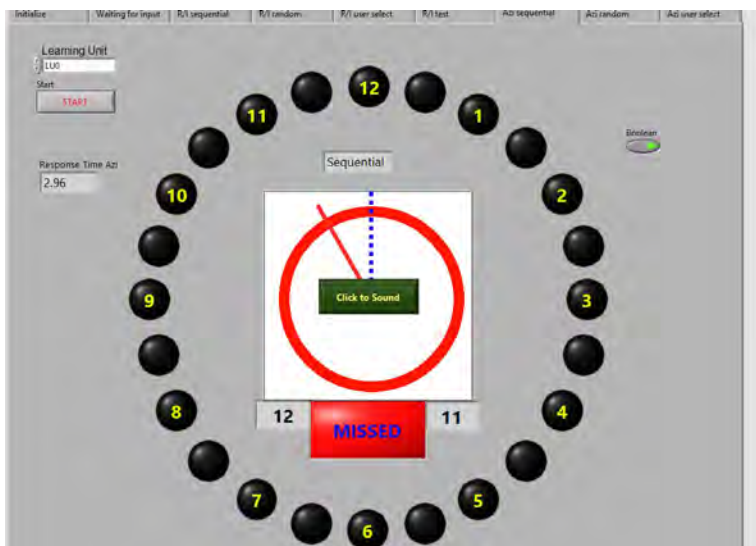 Initialize Waiting for input R/I sequential R/I random R/I user select R/I test Azi sequential Azi random Azi user select
Learning Unit
LU0
Start
START
Response Time Azi
2.96
Boolean
Sequential
12
11
1
10
2
9
3
8
4
7
5
6
Click to Sound
12 MISSED 11